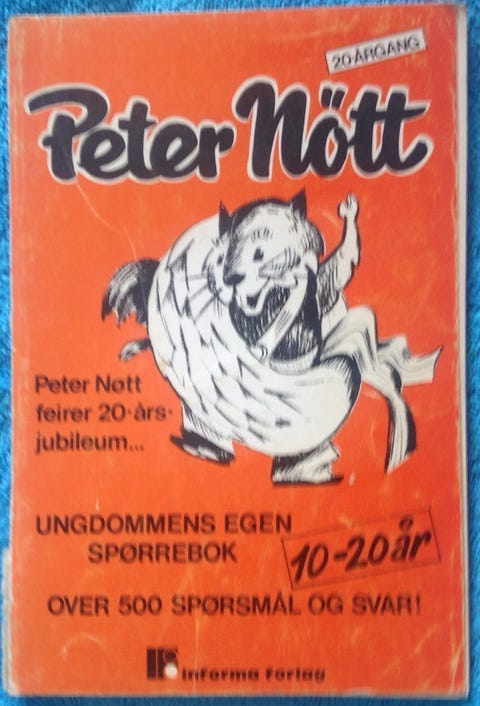 20 ÅRGANG
Peter Nött
Peter Nøtt
feirer 20-års-
jubileum...
UNGDOMMENS EGEN
SPØRREBOK
10-20 år
OVER 500 SPØRSMÅL OG SVAR!
informa forlag